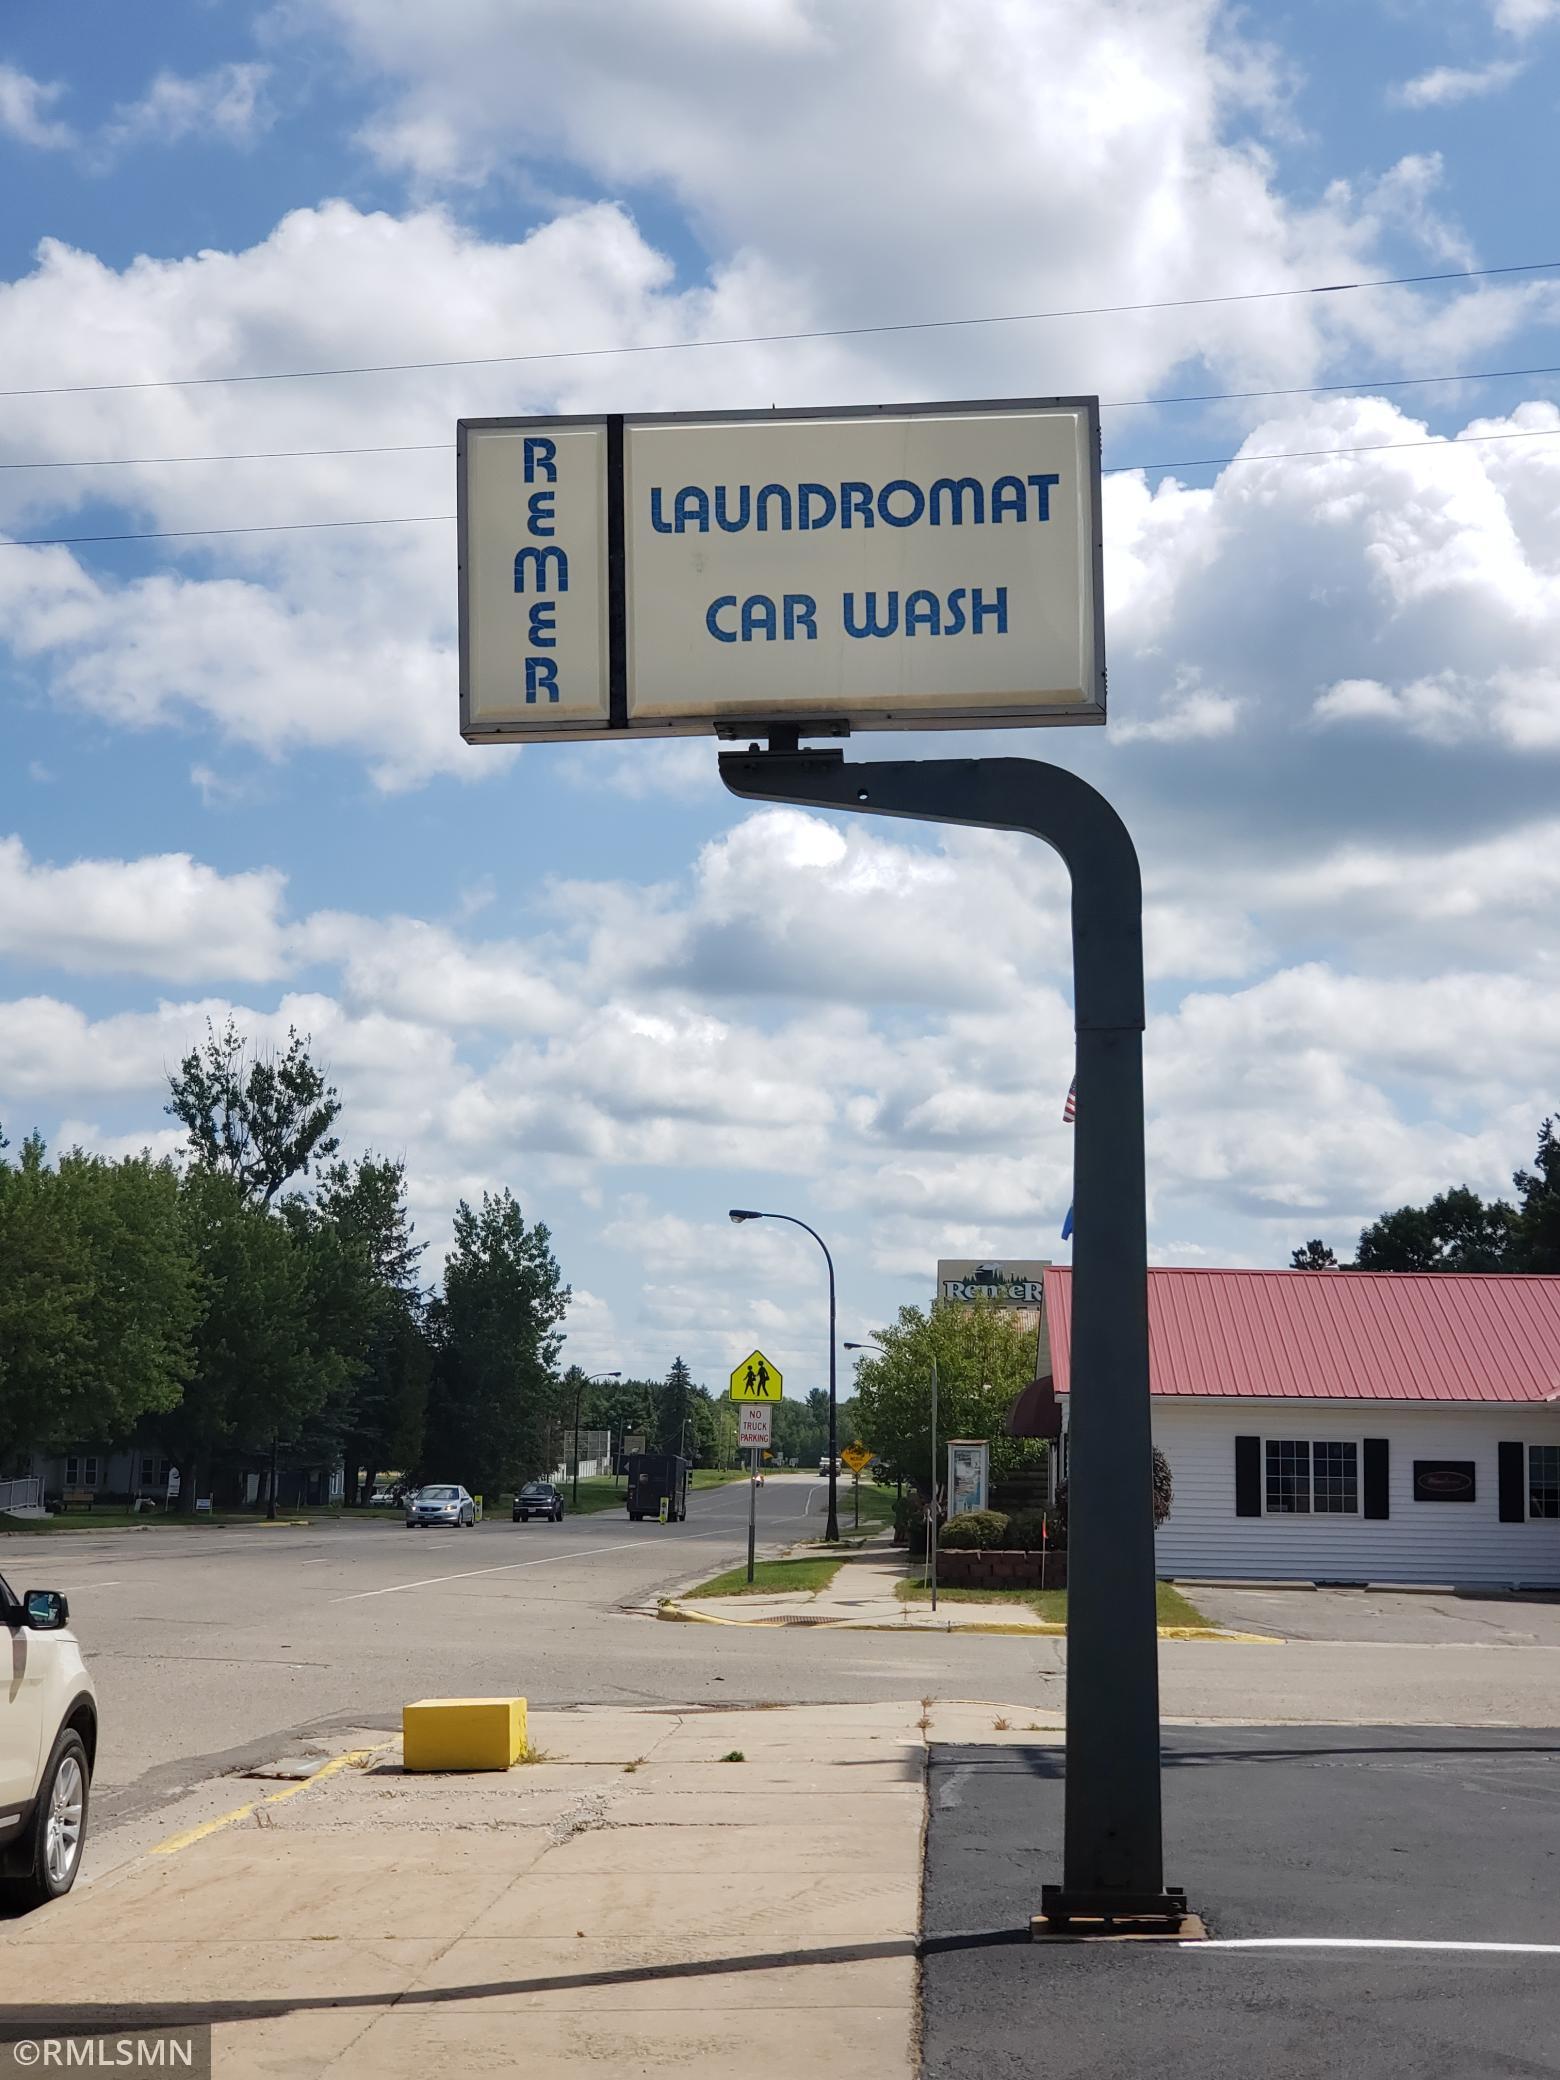 REMER
LAUNDROMAT
CAR WASH
RemeR
NO
TRUCK
PARKING
©RMLSMN